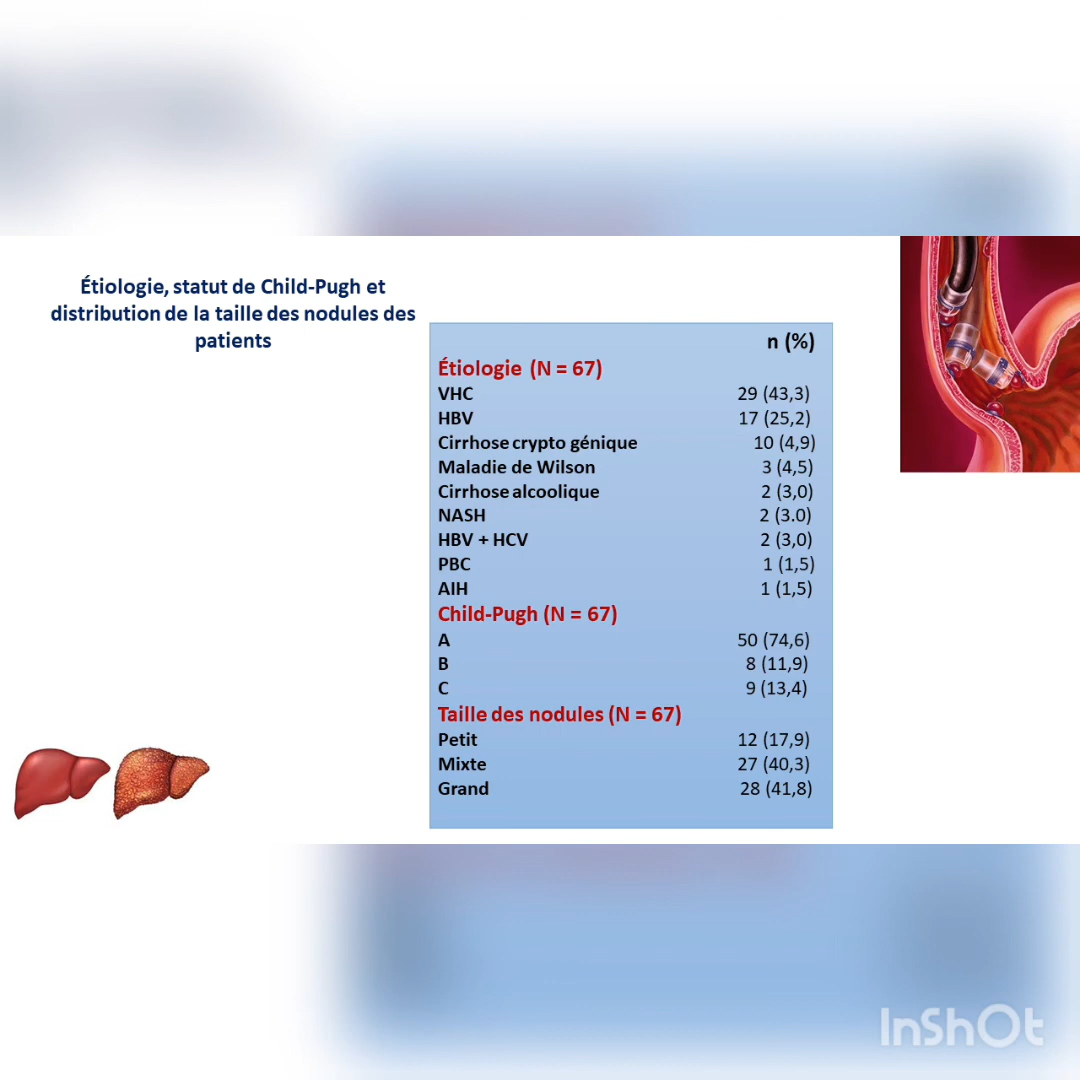 Étiologie, statut de Child-Pugh et
distribution de la taille des nodules des
patients
n (%)
Étiologie (N = 67)
VHC 29 (43,3)
HBV 17 (25,2)
Cirrhose crypto génique 10 (4,9)
Maladie de Wilson 3 (4,5)
Cirrhose alcoolique 2 (3,0)
NASH 2 (3.0)
HBV + HCV 2 (3,0)
PBC 1 (1,5)
AIH 1 (1,5)
Child-Pugh (N = 67)
A 50 (74,6)
B 8 (11,9)
C 9 (13,4)
Taille des nodules (N = 67)
Petit 12 (17,9)
Mixte 27 (40,3)
Grand 28 (41,8)
InShOt